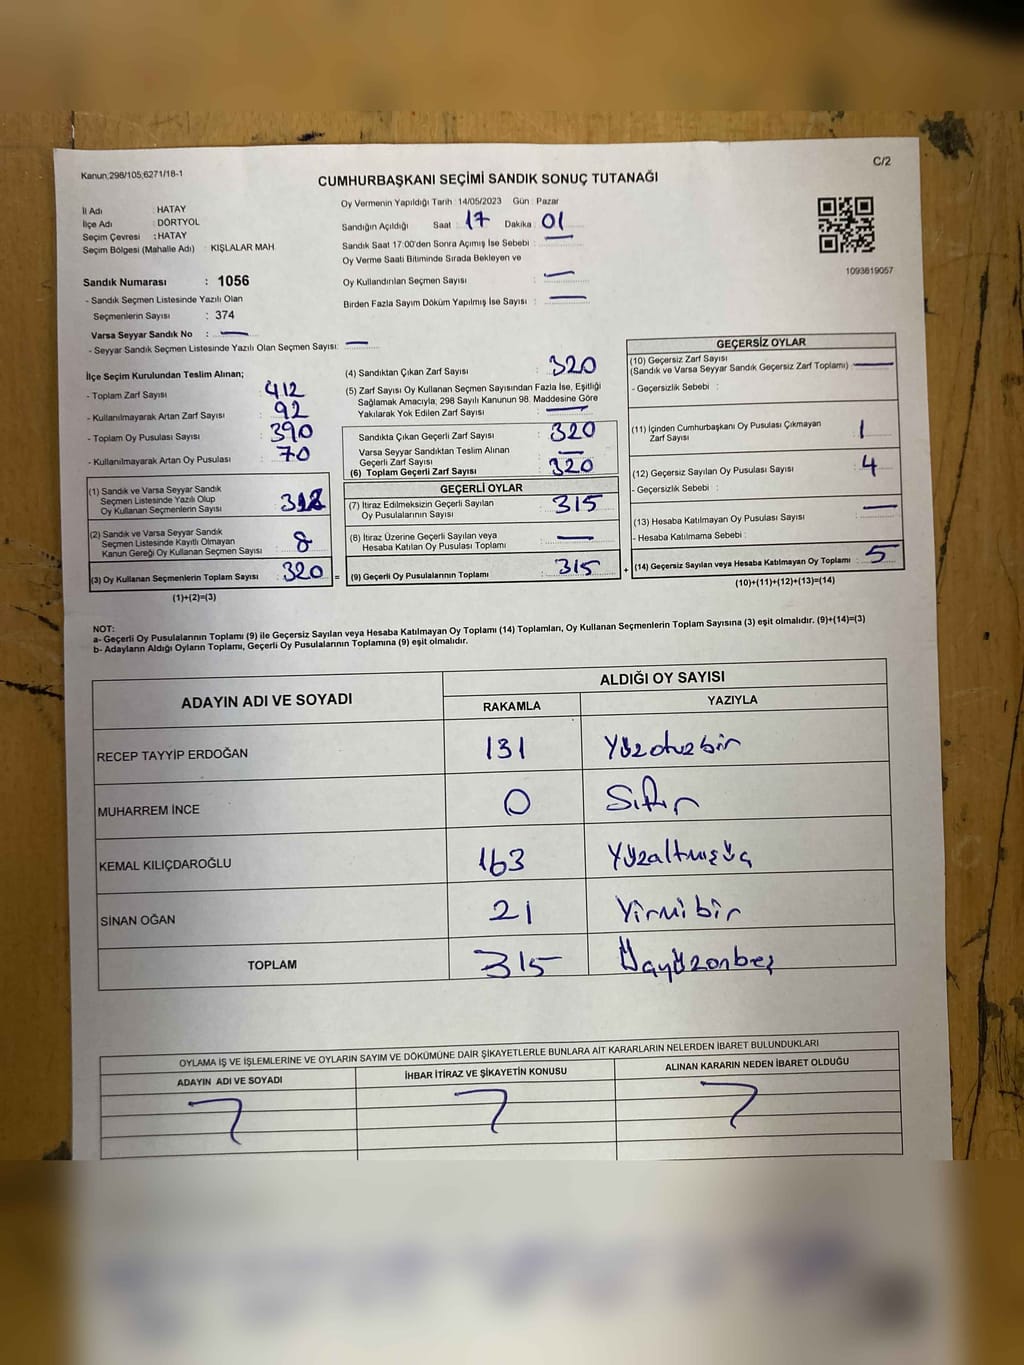 Kanun:298/105;6271/18-1
C/2
CUMHURBAŞKANI SEÇİMİ SANDIK SONUÇ TUTANAĞI
İl Adı : HATAY
İlçe Adı : DÖRTYOL
Seçim Çevresi : HATAY
Seçim Bölgesi (Mahalle Adı) : KIŞLALAR MAH.
Sandık Numarası : 1056
- Sandık Seçmen Listesinde Yazılı Olan
Seçmenlerin Sayısı : 374
Varsa Seyyar Sandık No : —
- Seyyar Sandık Seçmen Listesinde Yazılı Olan Seçmen Sayısı: —
Oy Vermenin Yapıldığı Tarih : 14/05/2023 Gün : Pazar
Sandığın Açıldığı Saat : 17 Dakika : 01
Sandık Saat 17:00'den Sonra Açımış İse Sebebi : —
Oy Verme Saati Bitiminde Sırada Bekleyen ve
Oy Kullandırılan Seçmen Sayısı : —
Birden Fazla Sayım Döküm Yapılmış İse Sayısı : —
1093819057
İlçe Seçim Kurulundan Teslim Alınan;
- Toplam Zarf Sayısı : 412
- Kullanılmayarak Artan Zarf Sayısı : 92
- Toplam Oy Pusulası Sayısı : 390
- Kullanılmayarak Artan Oy Pusulası : 70
(1) Sandık ve Varsa Seyyar Sandık
Seçmen Listesinde Yazılı Olup
Oy Kullanan Seçmenlerin Sayısı :
(2) Sandık ve Varsa Seyyar Sandık
Seçmen Listesinde Kayıtlı Olmayan
Kanun Gereği Oy Kullanan Seçmen Sayısı : 8
(3) Oy Kullanan Seçmenlerin Toplam Sayısı : 320 =
(1)+(2)=(3)
(4) Sandıktan Çıkan Zarf Sayısı : 320
(5) Zarf Sayısı Oy Kullanan Seçmen Sayısından Fazla İse, Eşitliği
Sağlamak Amacıyla, 298 Sayılı Kanunun 98. Maddesine Göre
Yakılarak Yok Edilen Zarf Sayısı : —
Sandıkta Çıkan Geçerli Zarf Sayısı : 320
Varsa Seyyar Sandıktan Teslim Alınan
Geçerli Zarf Sayısı : —
(6) Toplam Geçerli Zarf Sayısı : 320
GEÇERLİ OYLAR
(7) İtiraz Edilmeksizin Geçerli Sayılan
Oy Pusulalarının Sayısı : 315
(8) İtiraz Üzerine Geçerli Sayılan veya
Hesaba Katılan Oy Pusulası Toplamı : —
(9) Geçerli Oy Pusulalarının Toplamı : 315 +
GEÇERSİZ OYLAR
(10) Geçersiz Zarf Sayısı
(Sandık ve Varsa Seyyar Sandık Geçersiz Zarf Toplamı) : —
- Geçersizlik Sebebi :
(11) İçinden Cumhurbaşkanı Oy Pusulası Çıkmayan
Zarf Sayısı : 1
(12) Geçersiz Sayılan Oy Pusulası Sayısı : 4
- Geçersizlik Sebebi :
(13) Hesaba Katılmayan Oy Pusulası Sayısı : —
- Hesaba Katılmama Sebebi :
(14) Geçersiz Sayılan veya Hesaba Katılmayan Oy Toplamı : 5
(10)+(11)+(12)+(13)=(14)
NOT:
a- Geçerli Oy Pusulalarının Toplamı (9) ile Geçersiz Sayılan veya Hesaba Katılmayan Oy Toplamı (14) Toplamları, Oy Kullanan Seçmenlerin Toplam Sayısına (3) eşit olmalıdır. (9)+(14)=(3)
b- Adayların Aldığı Oyların Toplamı, Geçerli Oy Pusulalarının Toplamına (9) eşit olmalıdır.
ADAYIN ADI VE SOYADI
ALDIĞI OY SAYISI
RAKAMLA YAZIYLA
RECEP TAYYİP ERDOĞAN 131 Yüzotuzbir
MUHARREM İNCE 0 Sıfır
KEMAL KILIÇDAROĞLU 163 Yüzaltmışüç
SİNAN OĞAN 21 Yirmibir
TOPLAM 315 Üçyüzonbeş
OYLAMA İŞ VE İŞLEMLERİNE VE OYLARIN SAYIM VE DÖKÜMÜNE DAİR ŞİKAYETLERLE BUNLARA AİT KARARLARIN NELERDEN İBARET BULUNDUKLARI
ADAYIN ADI VE SOYADI İHBAR İTİRAZ VE ŞİKAYETİN KONUSU ALINAN KARARIN NEDEN İBARET OLDUĞU